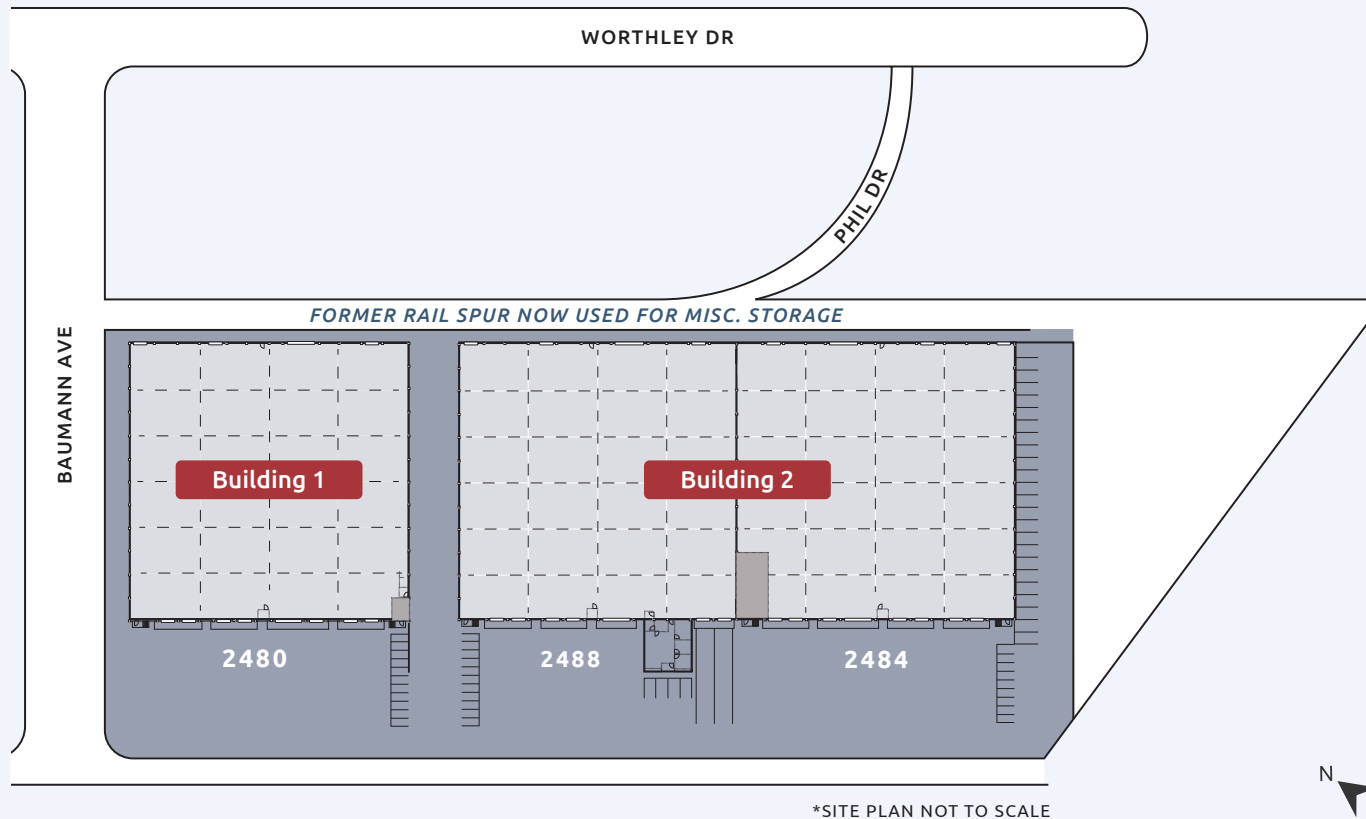 WORTHLEY DR
PHIL DR
FORMER RAIL SPUR NOW USED FOR MISC. STORAGE
BAUMANN AVE
Building 1
Building 2
2480
2488
2484
N
*SITE PLAN NOT TO SCALE